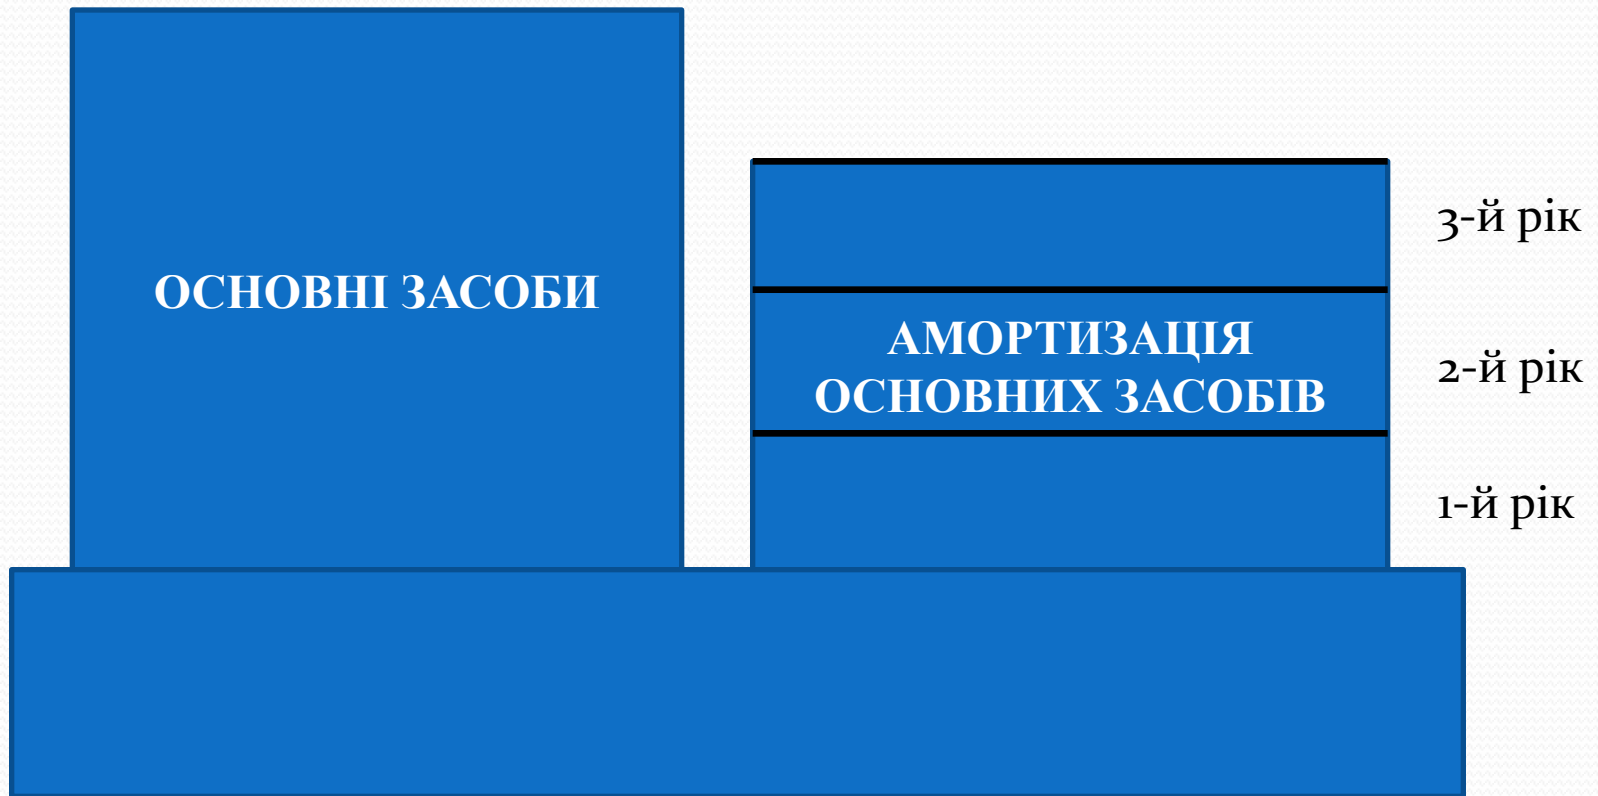 ОСНОВНІ ЗАСОБИ
3-й рік
АМОРТИЗАЦІЯ
ОСНОВНИХ ЗАСОБІВ
2-й рік
1-й рік